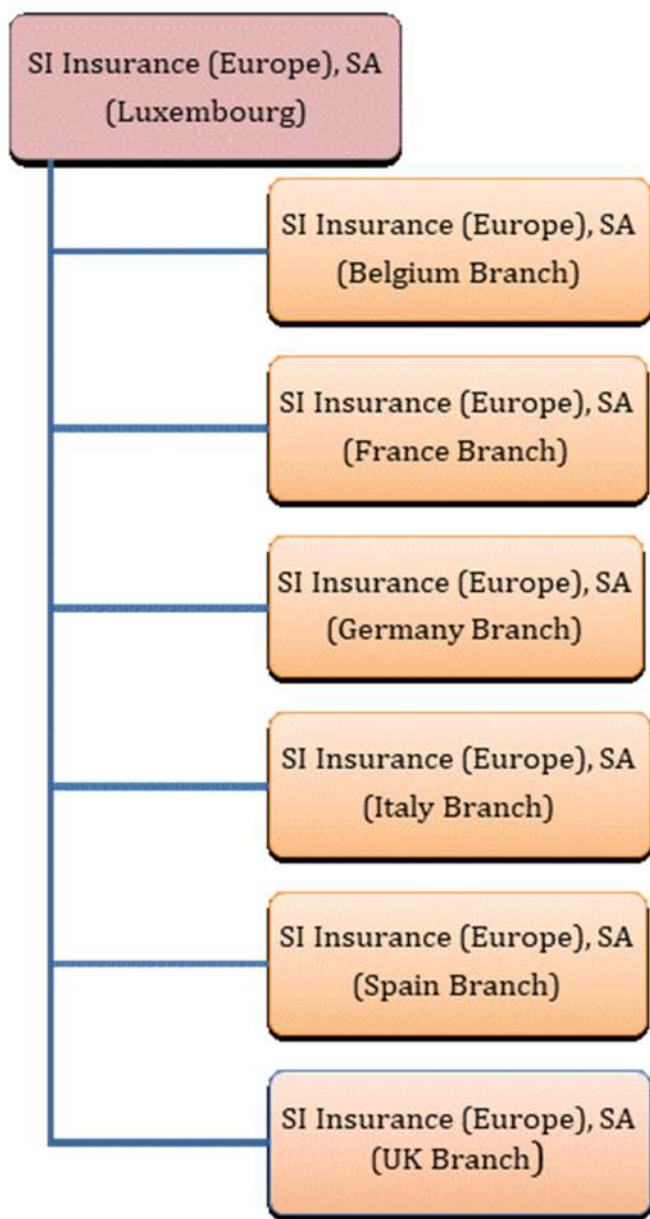 SI Insurance (Europe), SA
(Luxembourg)
SI Insurance (Europe), SA
(Belgium Branch)
SI Insurance (Europe), SA
(France Branch)
SI Insurance (Europe), SA
(Germany Branch)
SI Insurance (Europe), SA
(Italy Branch)
SI Insurance (Europe), SA
(Spain Branch)
SI Insurance (Europe), SA
(UK Branch)